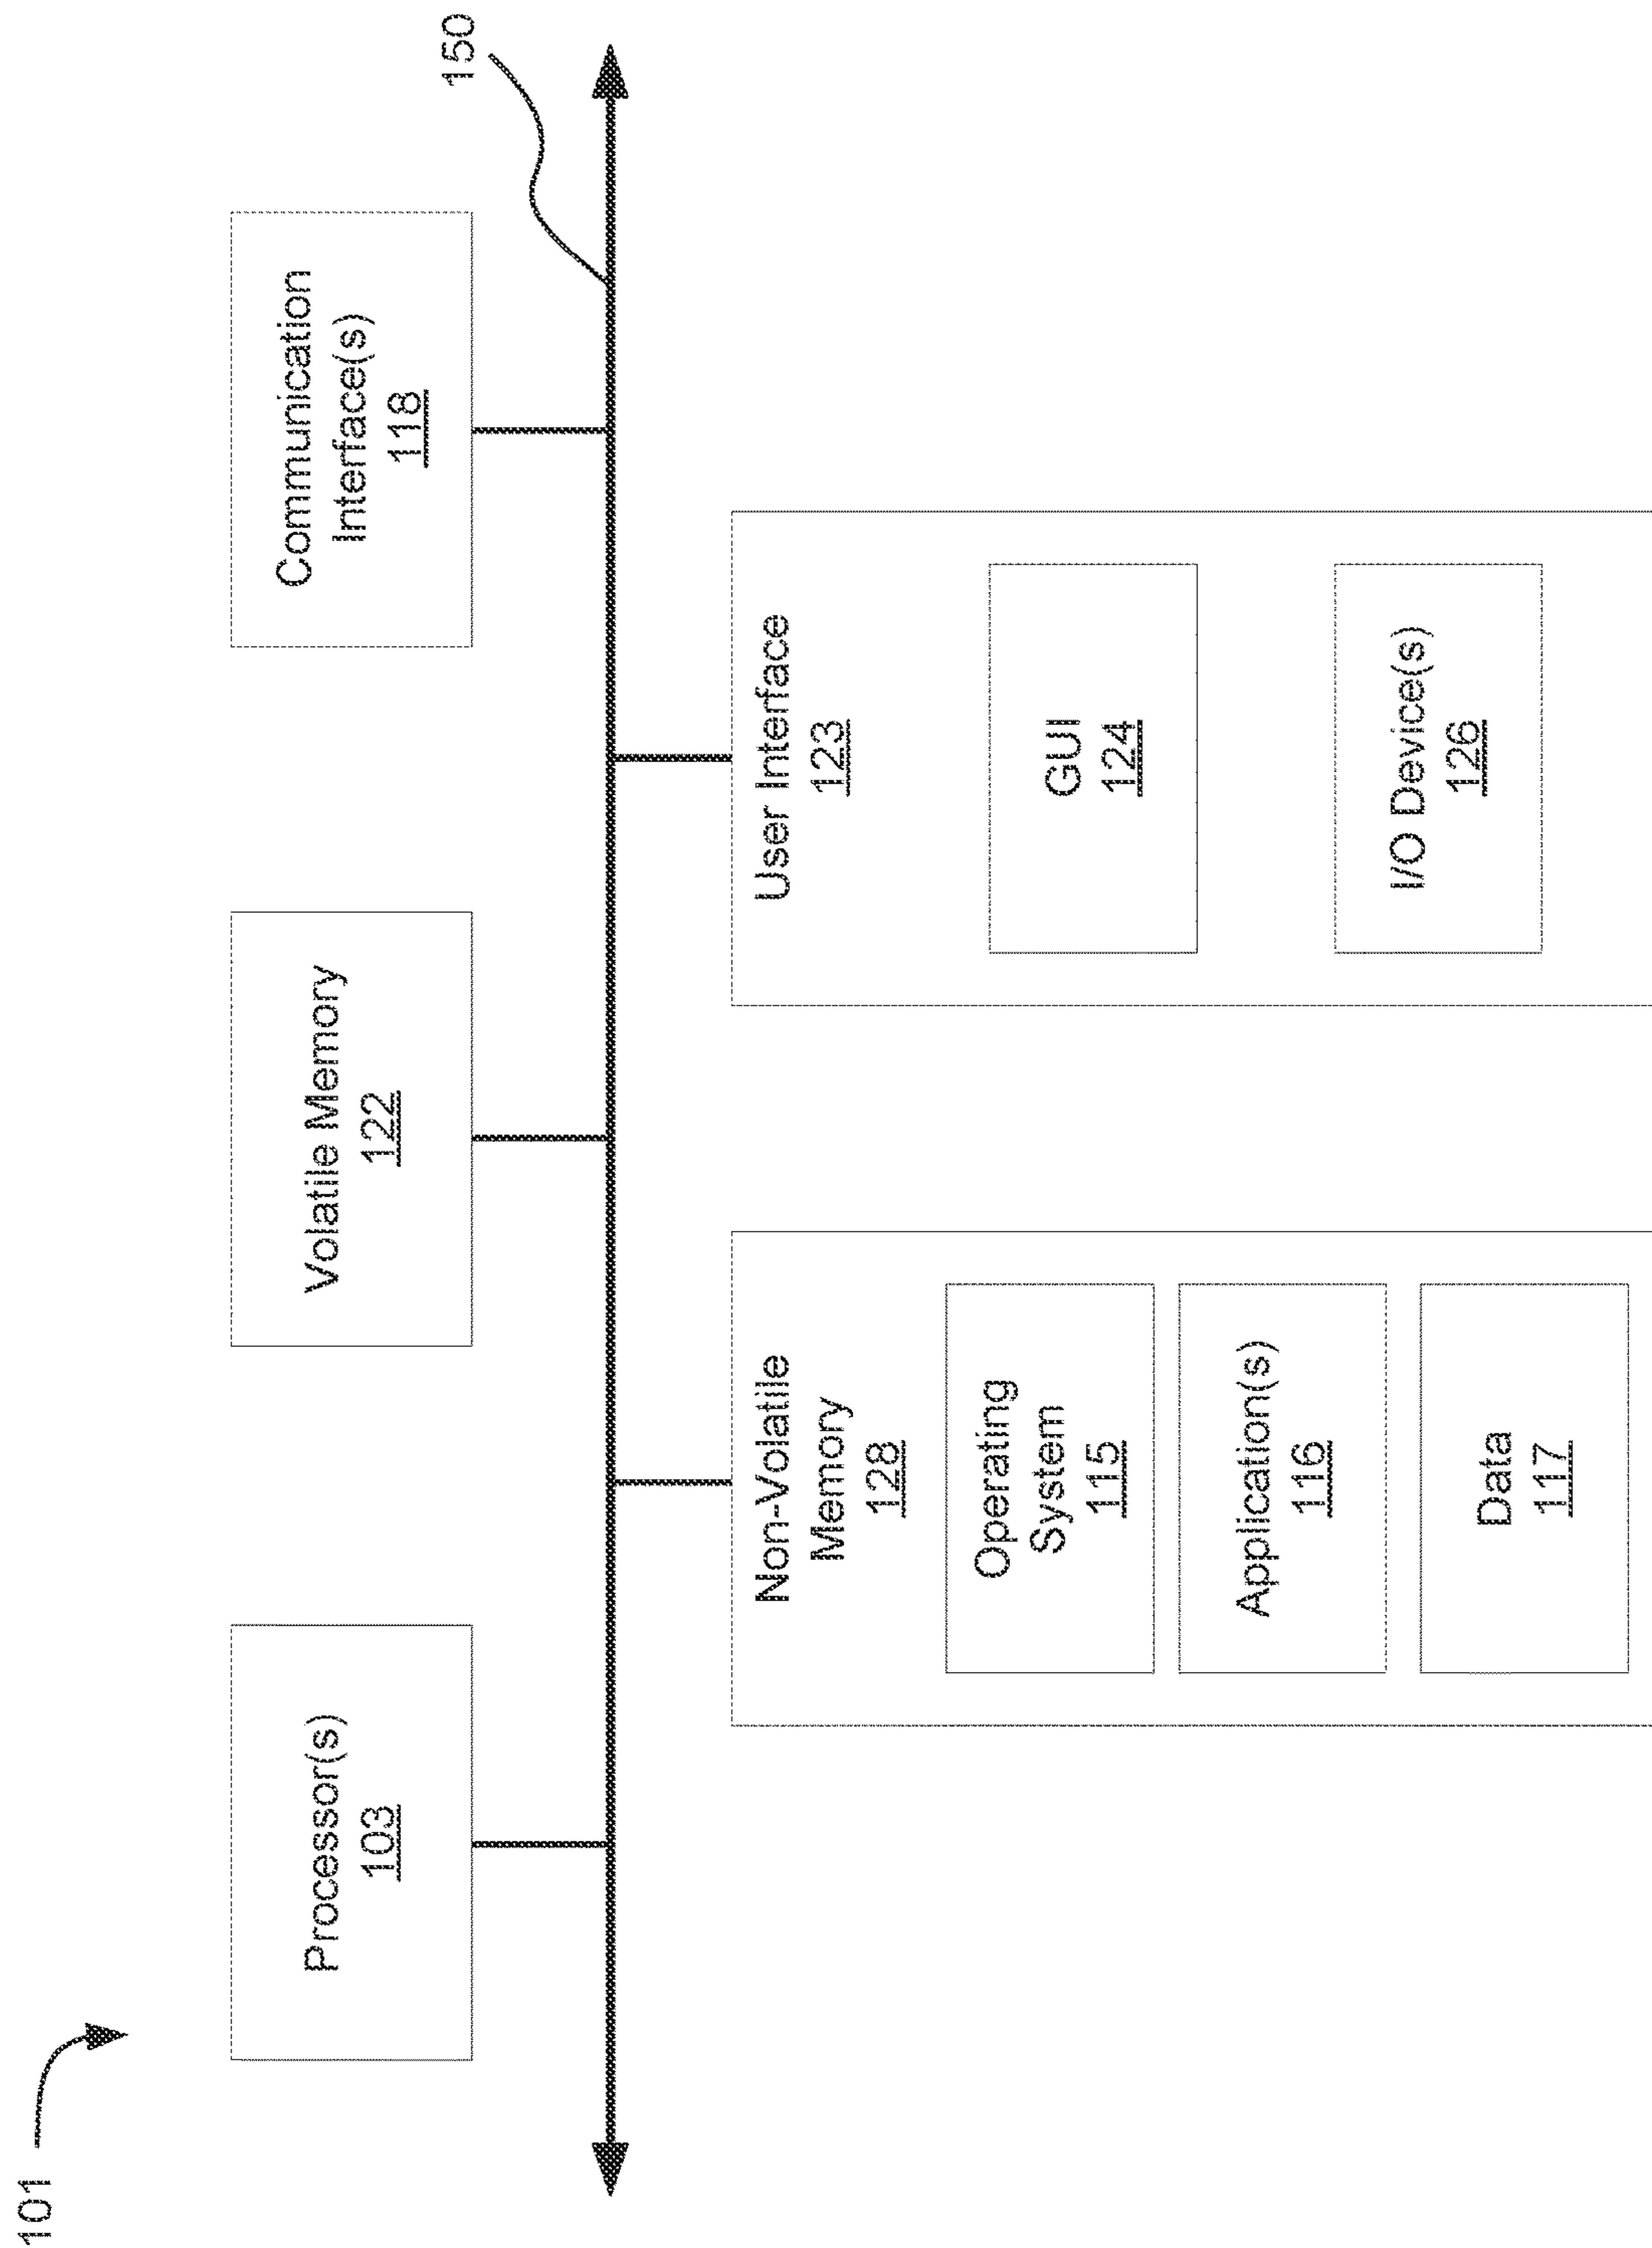 101
Processor(s)
103
Volatile Memory
122
Communication
Interface(s)
118
150
Non-Volatile
Memory
128
Operating
System
115
Application(s)
116
Data
117
User Interface
123
GUI
124
I/O Device(s)
126